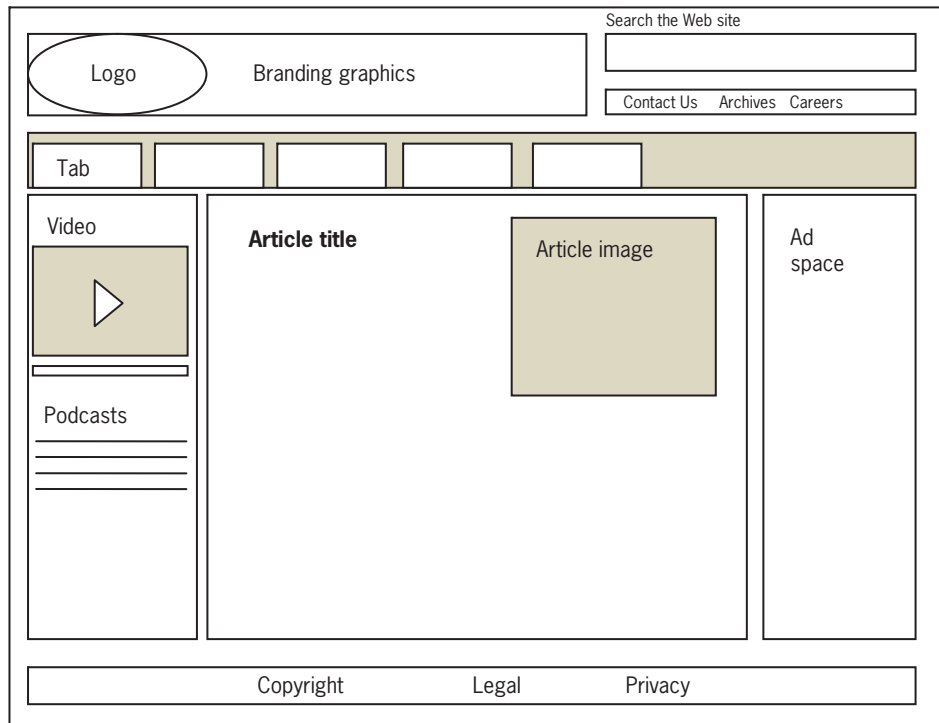 Search the Web site
Logo
Branding graphics
Contact Us Archives Careers
Tab
Video
Article title
Article image
Ad
space
Podcasts
Copyright Legal Privacy